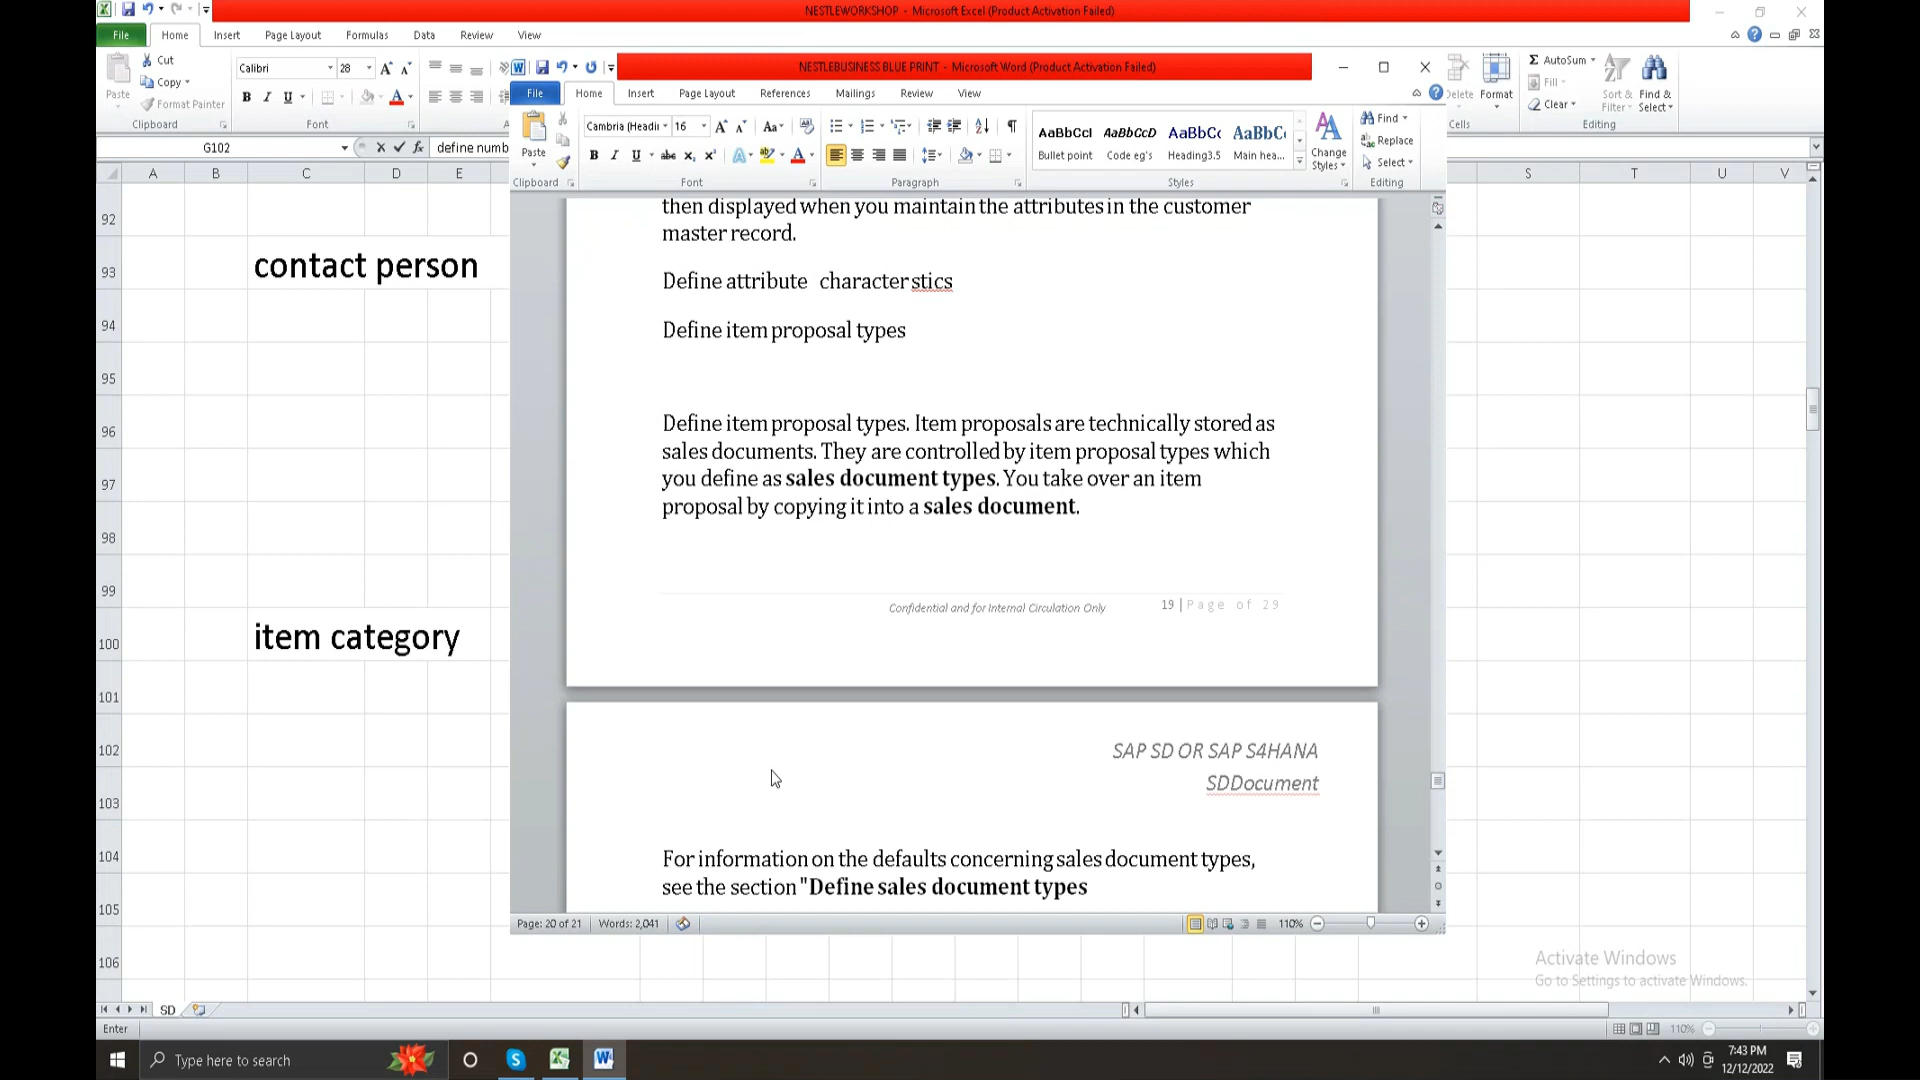 NESTLEWORKSHOP - Microsoft Excel (Product Activation Failed)
File Home Insert Page Layout Formulas Data Review View
Paste
Cut
Copy
Format Painter
Clipboard
Calibri 28
B I U
Font
Delete Format
Cells
AutoSum
Fill
Clear
Sort & Filter
Find & Select
Editing
G102 define numb
A B C D E S T U V
92
93 contact person
94
95
96
97
98
99
100 item category
101
102
103
104
105
106
NESTLEBUSINESS BLUE PRINT - Microsoft Word (Product Activation Failed)
File Home Insert Page Layout References Mailings Review View
Paste
Clipboard
Cambria (Headi 16
Aa
B I U abc x₂ x²
Font
Paragraph
AaBbCcI AaBbCcD AaBbCc AaBbC
Bullet point Code eg's Heading3.5 Main hea...
Styles
Change Styles
Find
Replace
Select
Editing
then displayed when you maintain the attributes in the customer
master record.
Define attribute character stics
Define item proposal types
Define item proposal types. Item proposals are technically stored as
sales documents. They are controlled by item proposal types which
you define as sales document types. You take over an item
proposal by copying it into a sales document.
Confidential and for Internal Circulation Only 19 | Page of 29
SAP SD OR SAP S4HANA
SDDocument
For information on the defaults concerning sales document types,
see the section "Define sales document types
Page: 20 of 21 Words: 2,041 110%
Activate Windows
Go to Settings to activate Windows.
SD
Enter 110%
Type here to search
7:43 PM
12/12/2022